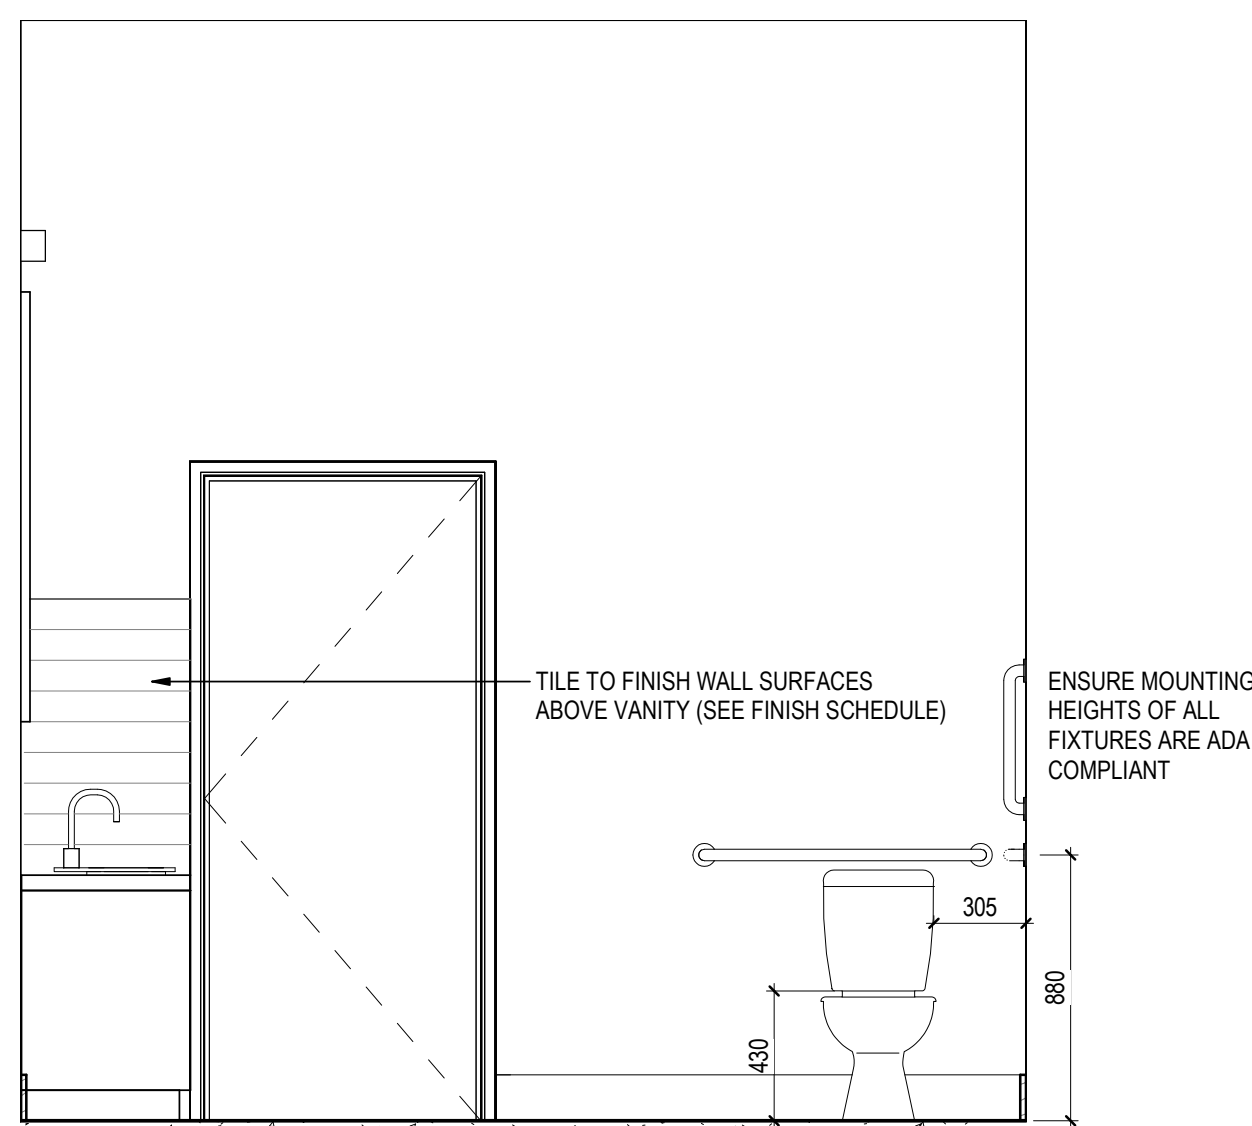 TILE TO FINISH WALL SURFACES
ABOVE VANITY (SEE FINISH SCHEDULE)
ENSURE MOUNTING
HEIGHTS OF ALL
FIXTURES ARE ADA
COMPLIANT
305
880
430